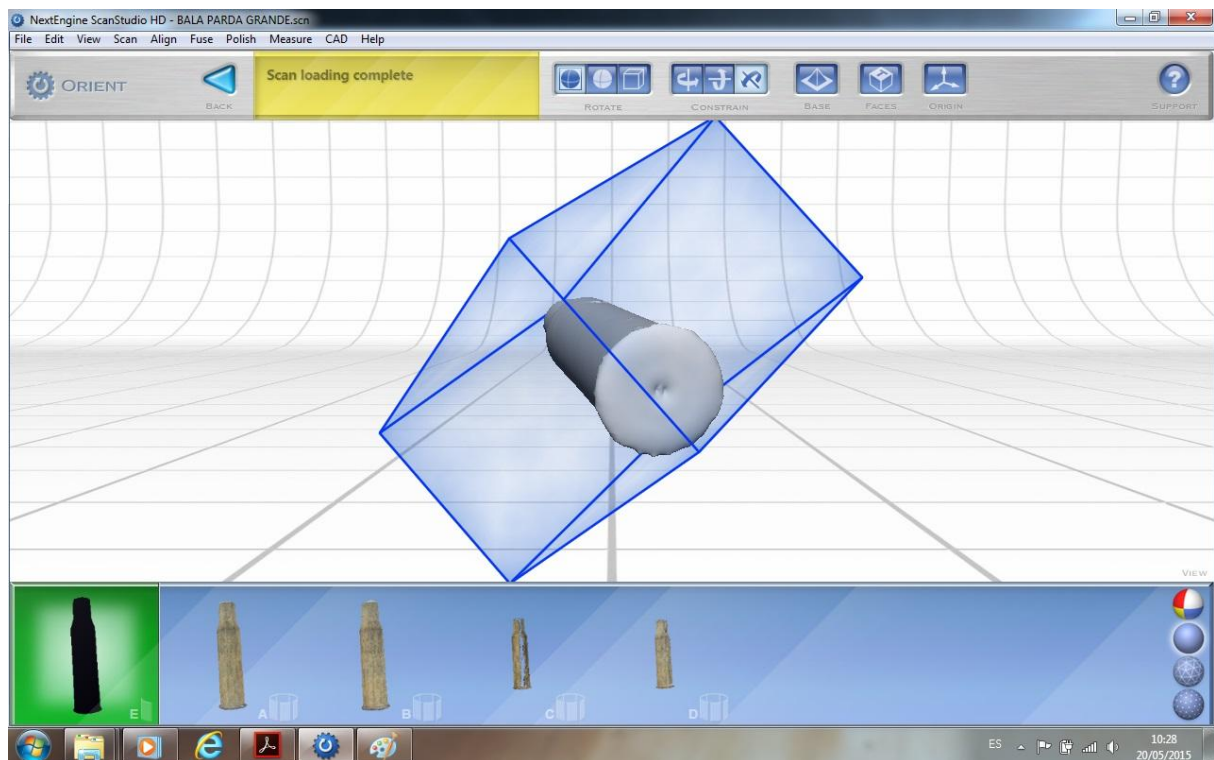 NextEngine ScanStudio HD - BALA PARDA GRANDE.scn
File Edit View Scan Align Fuse Polish Measure CAD Help
ORIENT
BACK
Scan loading complete
ROTATE
CONSTRAIN
BASE
FACES
ORIGIN
SUPPORT
VIEW
E
A
B
C
D
ES
10:28
20/05/2015